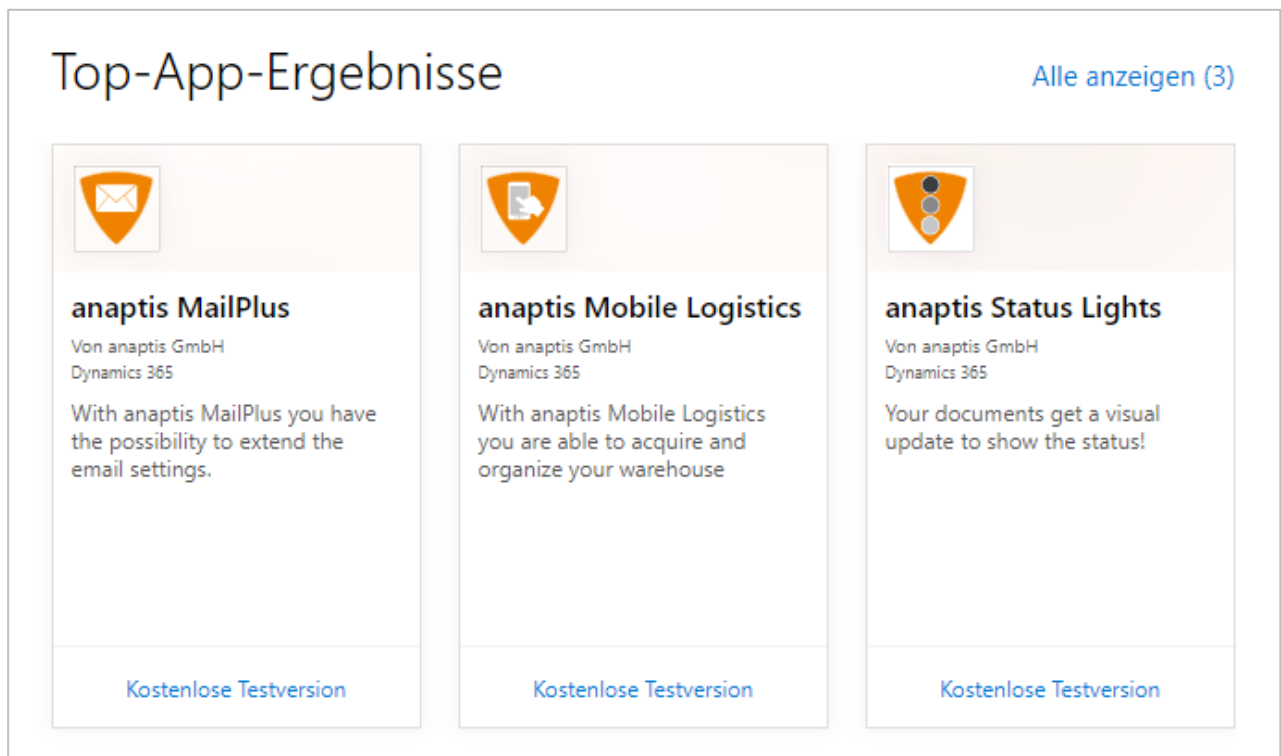 Top-App-Ergebnisse
Alle anzeigen (3)
anaptis MailPlus
Von anaptis GmbH
Dynamics 365
With anaptis MailPlus you have
the possibility to extend the
email settings.
Kostenlose Testversion
anaptis Mobile Logistics
Von anaptis GmbH
Dynamics 365
With anaptis Mobile Logistics
you are able to acquire and
organize your warehouse
Kostenlose Testversion
anaptis Status Lights
Von anaptis GmbH
Dynamics 365
Your documents get a visual
update to show the status!
Kostenlose Testversion